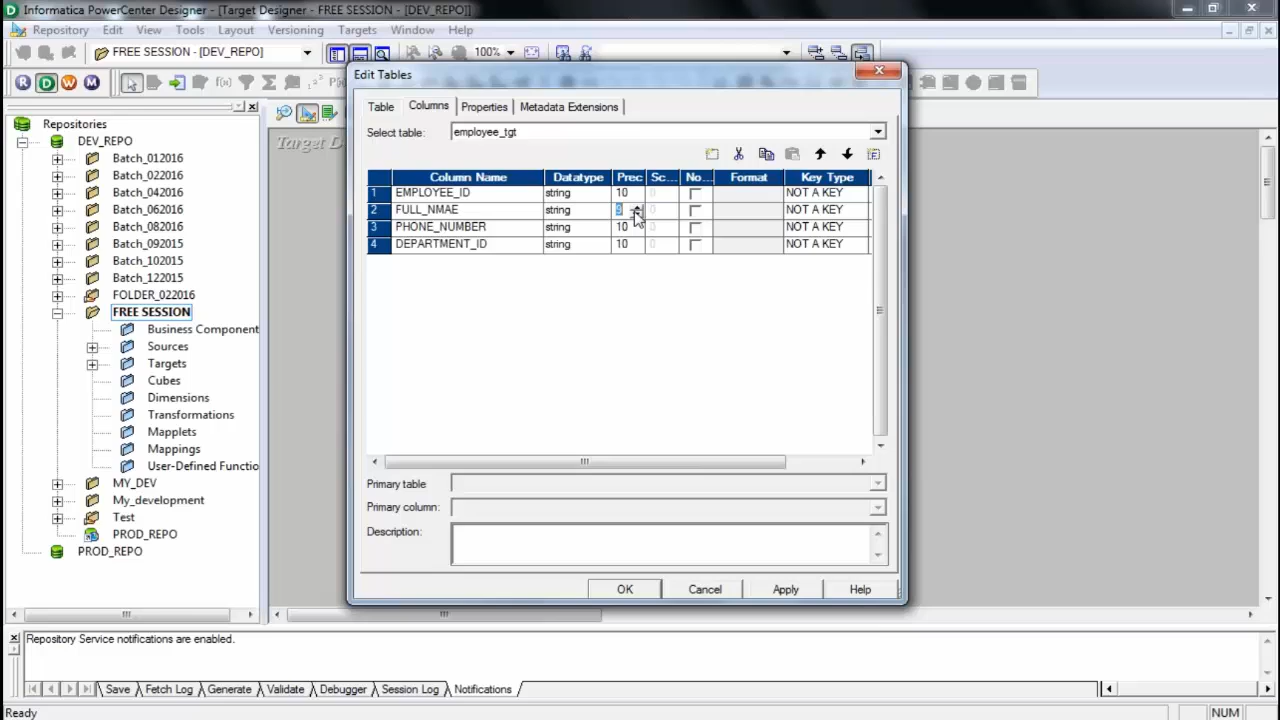 Informatica PowerCenter Designer - [Target Designer - FREE SESSION - [DEV_REPO]]
Repository Edit View Tools Layout Versioning Targets Window Help
FREE SESSION - [DEV_REPO]
100%
R D W M
f(x)
Repositories
DEV_REPO
Batch_012016
Batch_022016
Batch_042016
Batch_062016
Batch_082016
Batch_092015
Batch_102015
Batch_122015
FOLDER_022016
FREE SESSION
Business Component
Sources
Targets
Cubes
Dimensions
Transformations
Mapplets
Mappings
User-Defined Functio
MY_DEV
My_development
Test
PROD_REPO
PROD_REPO
Target D
Edit Tables
Table Columns Properties Metadata Extensions
Select table: employee_tgt
Column Name Datatype Prec Sc... No... Format Key Type
1 EMPLOYEE_ID string 10 0 NOT A KEY
2 FULL_NMAE string 9 0 NOT A KEY
3 PHONE_NUMBER string 10 0 NOT A KEY
4 DEPARTMENT_ID string 10 0 NOT A KEY
Primary table:
Primary column:
Description:
OK Cancel Apply Help
Repository Service notifications are enabled.
Save Fetch Log Generate Validate Debugger Session Log Notifications
Ready NUM